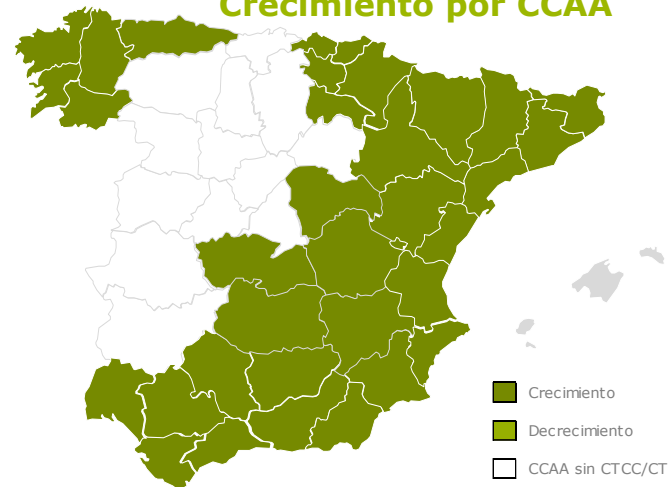 Crecimiento por CCAA
Crecimiento
Decrecimiento
CCAA sin CTCC/CT